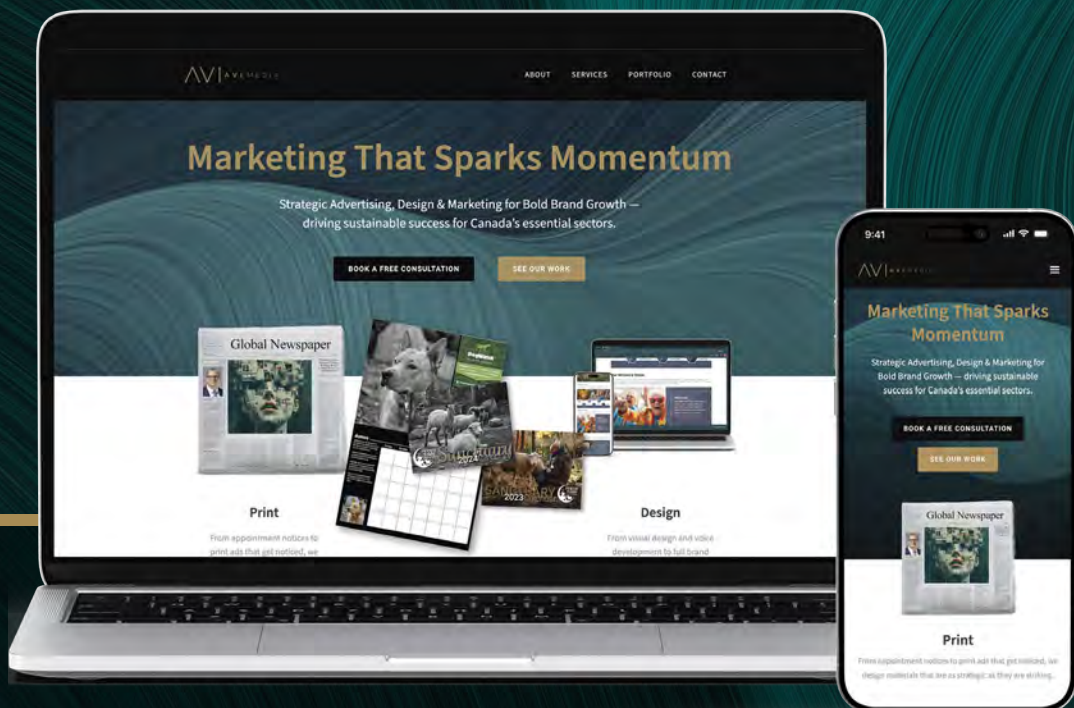 AVI AVEMEDIA
ABOUT SERVICES PORTFOLIO CONTACT
Marketing That Sparks Momentum
Strategic Advertising, Design & Marketing for Bold Brand Growth —
driving sustainable success for Canada's essential sectors.
BOOK A FREE CONSULTATION SEE OUR WORK
Global Newspaper
Sanctuary
2024
SANCTUARY
2023
Print
From appointment notices to
print ads that get noticed, we
Design
From visual design and voice
development to full brand
9:41
AVI AVEMEDIA
Marketing That Sparks
Momentum
Strategic Advertising, Design & Marketing for
Bold Brand Growth — driving sustainable
success for Canada's essential sectors.
BOOK A FREE CONSULTATION
SEE OUR WORK
Global Newspaper
Print
From appointment notices to print ads that get noticed, we
design materials that are as strategic as they are striking.